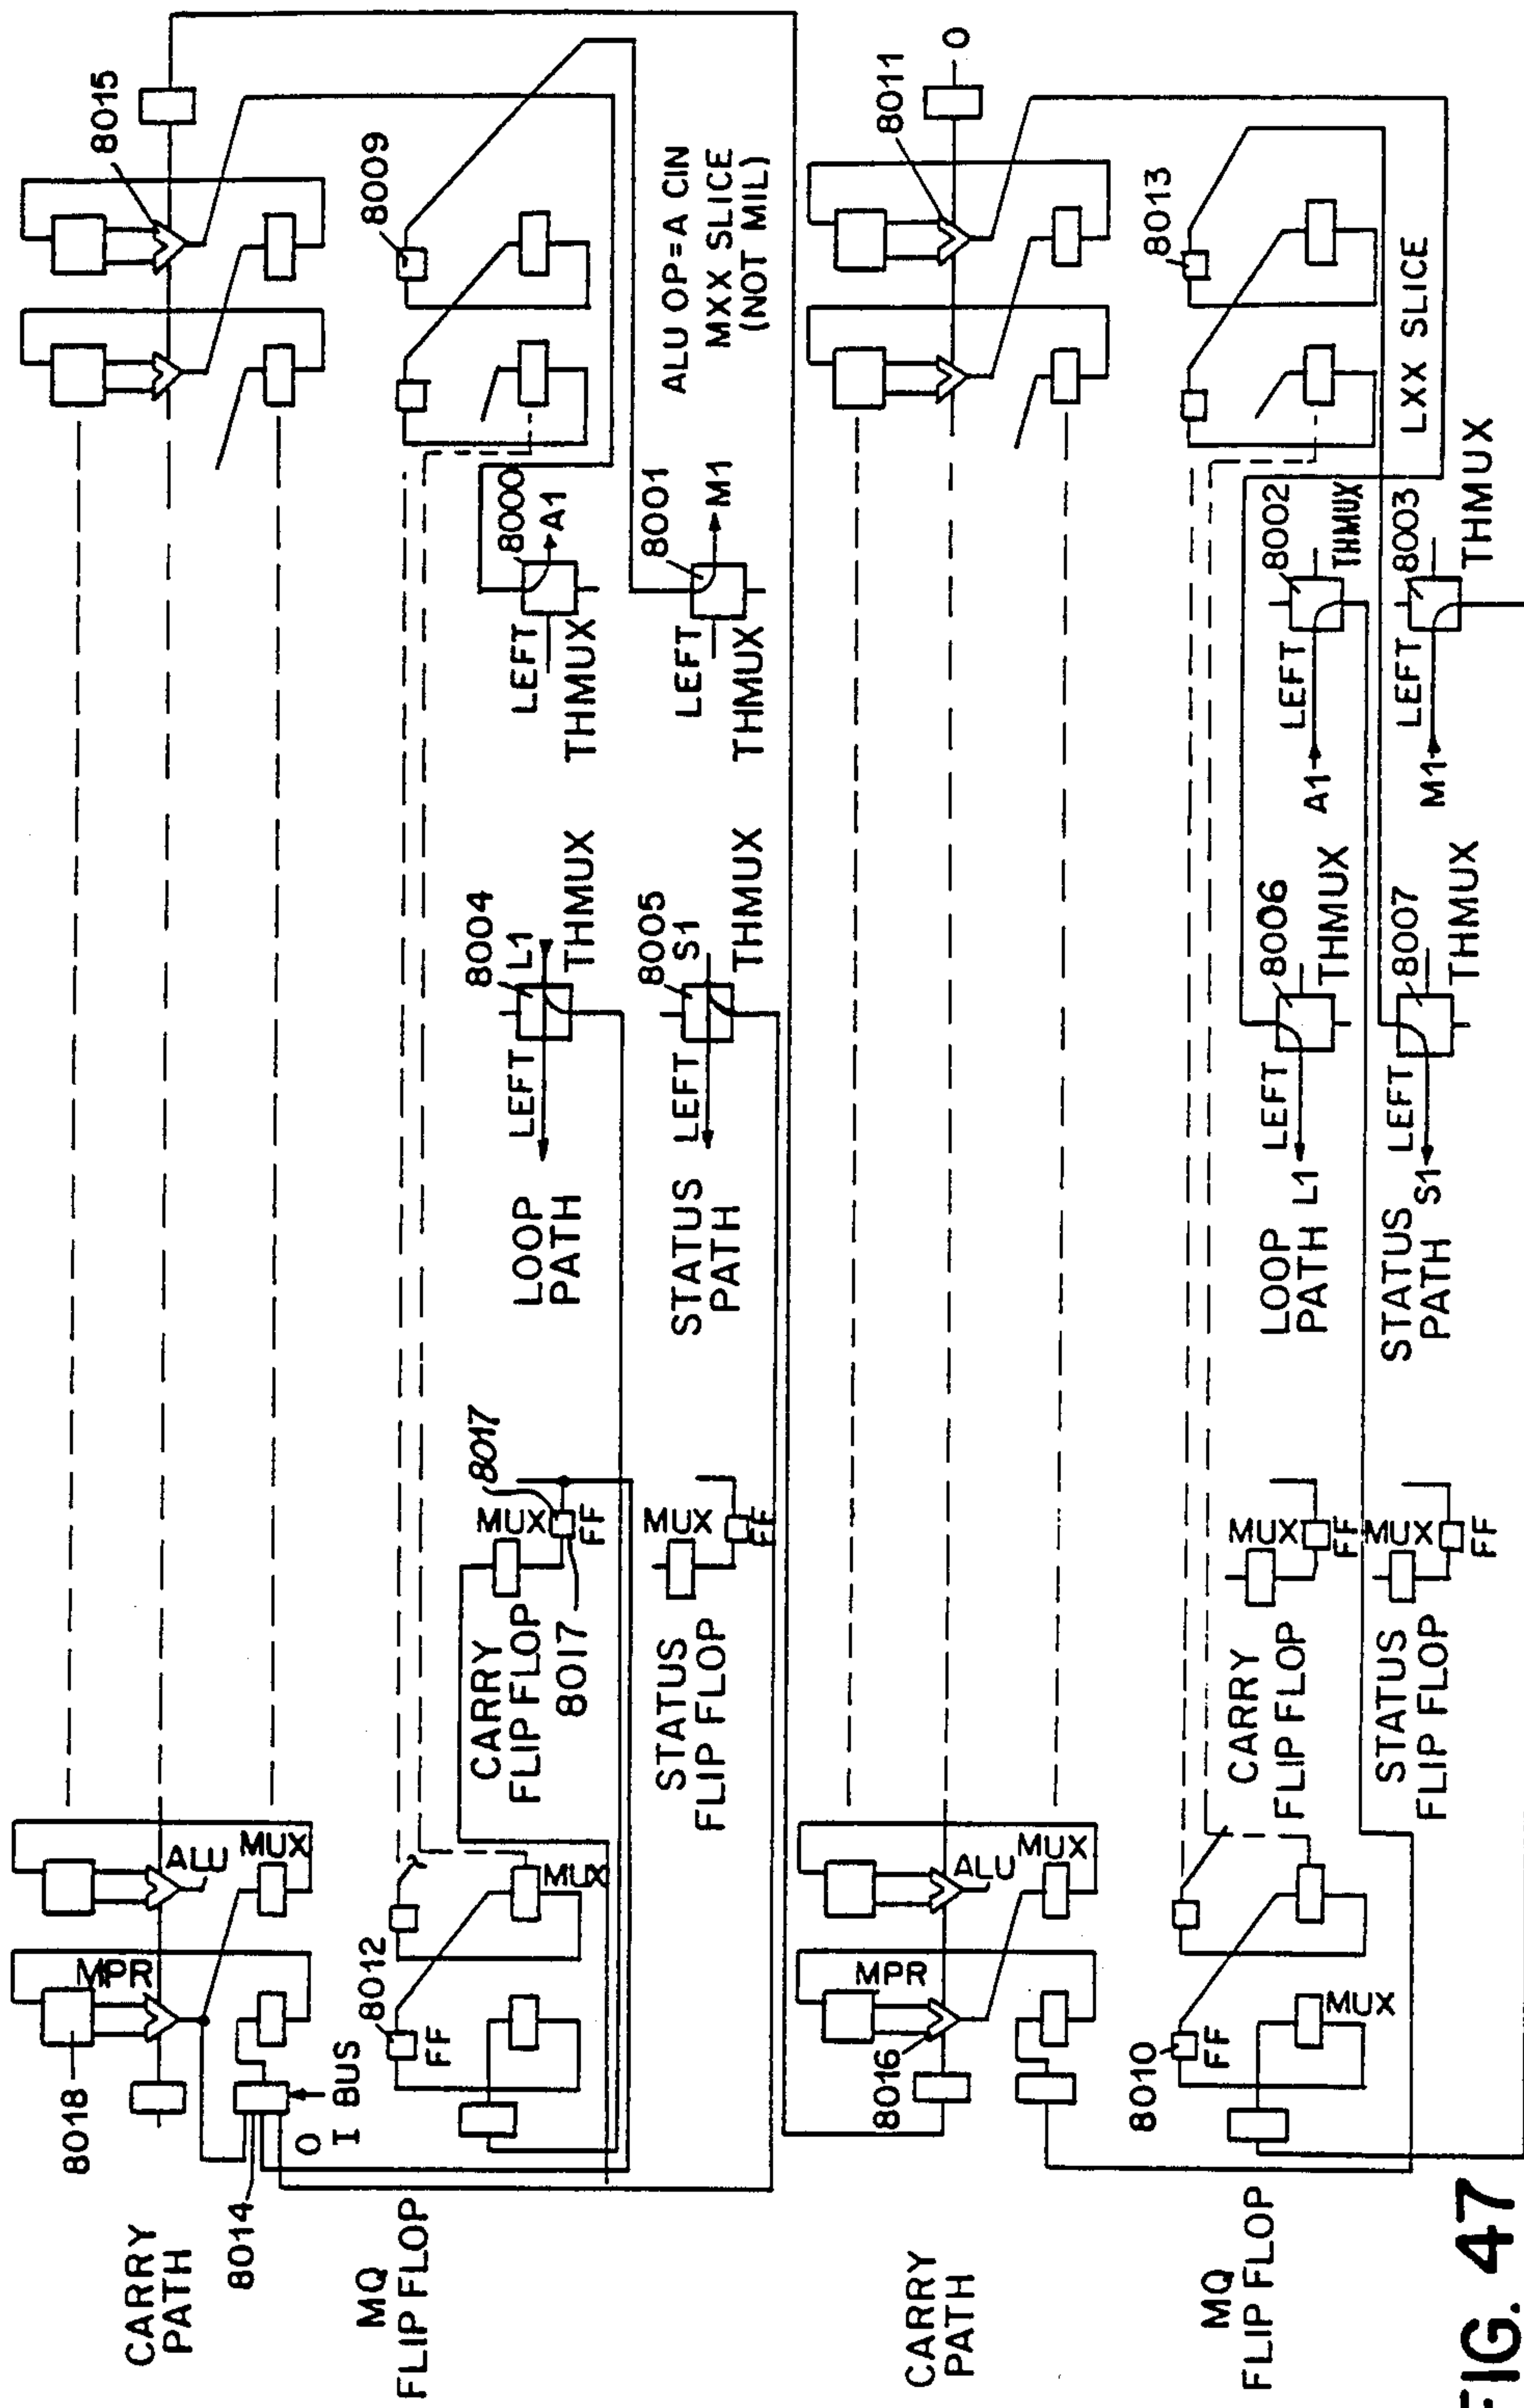 CARRY
PATH
8018
MPR
ALU
MUX
8014
O
I BUS
8015
MQ
FLIP FLOP
8012
FF
MUX
8009
CARRY
FLIP FLOP
8017
MUX
8017
FF
LOOP
PATH
LEFT
8004
L1
THMUX
LEFT
THMUX
8000
A1
ALU OP=A CIN
MXX SLICE
(NOT MIL)
STATUS
FLIP FLOP
MUX
FF
STATUS
PATH
LEFT
8005
S1
THMUX
LEFT
THMUX
8001
M1
CARRY
PATH
8016
MPR
ALU
MUX
8011
O
MQ
FLIP FLOP
8010
FF
MUX
8013
CARRY
FLIP FLOP
MUX
FF
LOOP
PATH L1
LEFT
8006
THMUX
A1
LEFT
8002
THMUX
LXX SLICE
STATUS
FLIP FLOP
MUX
FF
STATUS
PATH S1
LEFT
8007
THMUX
M1
LEFT
8003
THMUX
FIG. 47